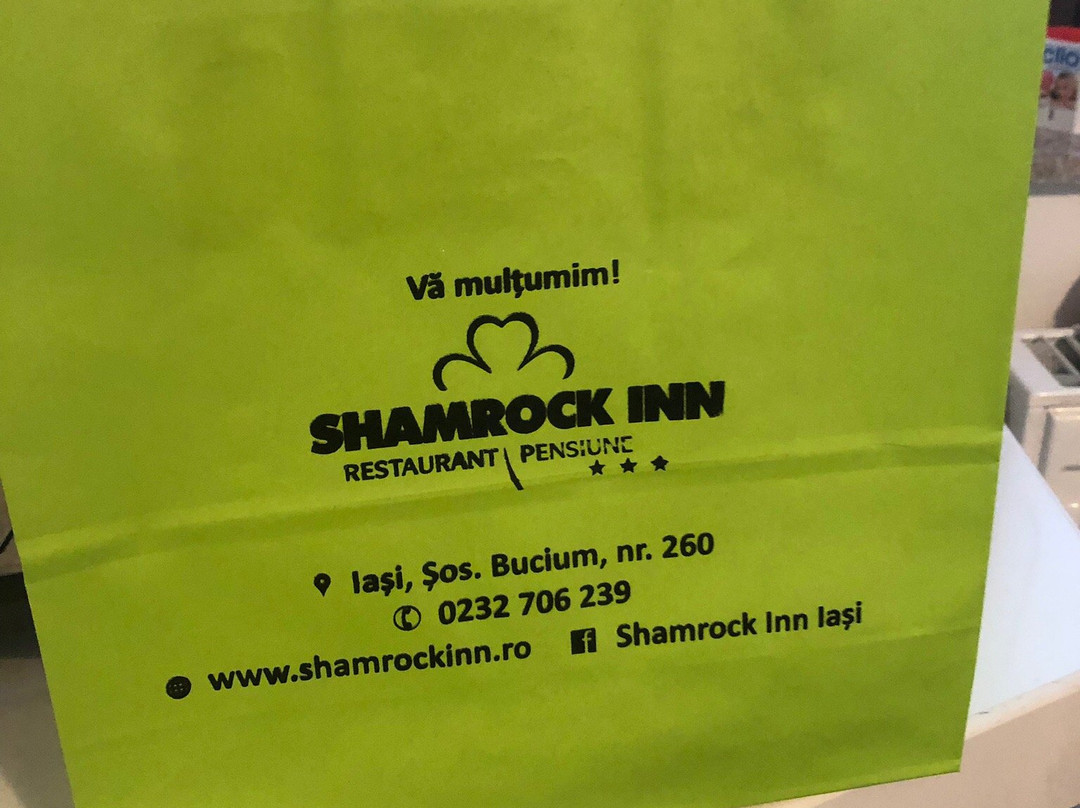 Vă mulțumim!
SHAMROCK INN
RESTAURANT PENSIUNE
Iași, Șos. Bucium, nr. 260
0232 706 239
www.shamrockinn.ro Shamrock Inn Iași